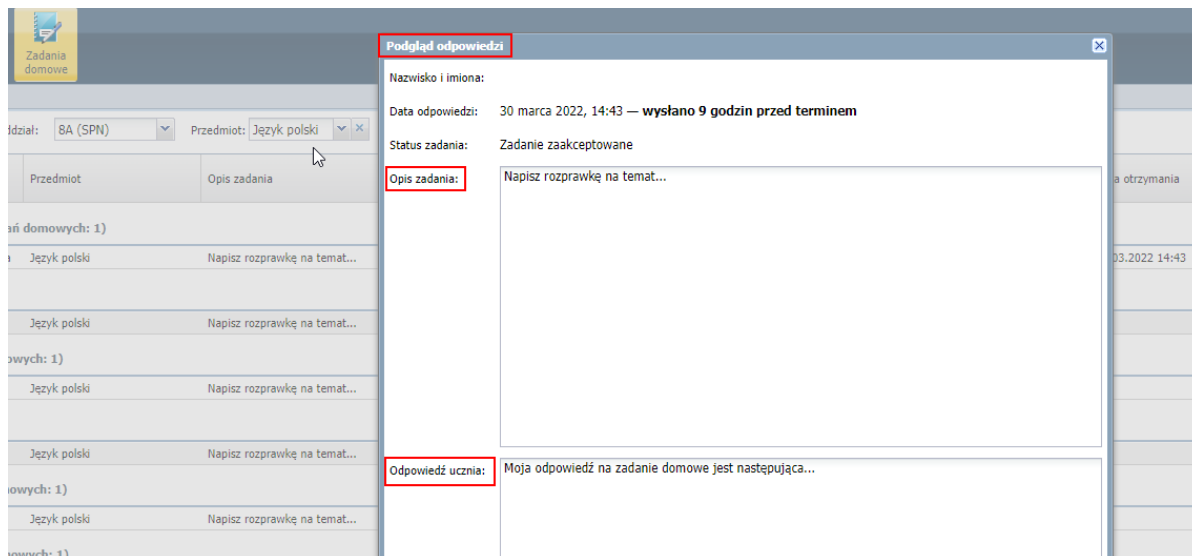 Zadania
domowe
Podgląd odpowiedzi
Nazwisko i imiona:
Data odpowiedzi: 30 marca 2022, 14:43 — wysłano 9 godzin przed terminem
ddział: 8A (SPN) Przedmiot: Język polski
Status zadania: Zadanie zaakceptowane
Przedmiot Opis zadania Opis zadania: Napisz rozprawkę na temat... a otrzymania
ań domowych: 1)
Język polski Napisz rozprawkę na temat... 03.2022 14:43
Język polski Napisz rozprawkę na temat...
owych: 1)
Język polski Napisz rozprawkę na temat...
Język polski Napisz rozprawkę na temat...
Odpowiedź ucznia: Moja odpowiedź na zadanie domowe jest następująca...
nowych: 1)
Język polski Napisz rozprawkę na temat...